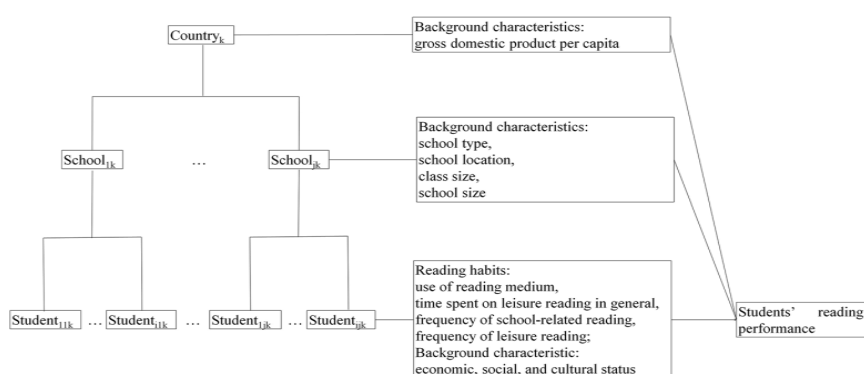 Country_k
Background characteristics:
gross domestic product per capita
School_1k
...
School_jk
Background characteristics:
school type,
school location,
class size,
school size
Student_11k ... Student_i1k ... Student_1jk ... Student_ijk
Reading habits:
use of reading medium,
time spent on leisure reading in general,
frequency of school-related reading,
frequency of leisure reading;
Background characteristic:
economic, social, and cultural status
Students' reading
performance